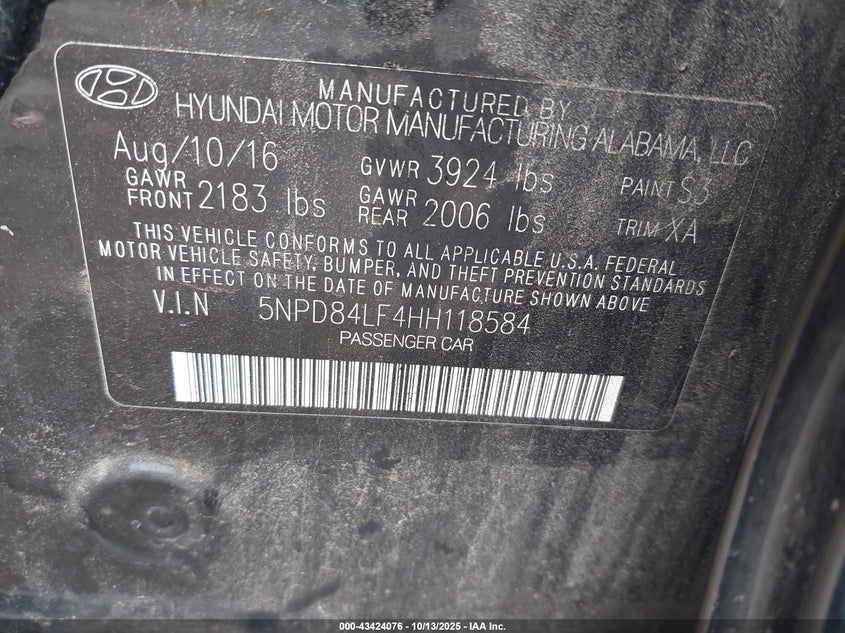 MANUFACTURED BY
HYUNDAI MOTOR MANUFACTURING ALABAMA, LLC
Aug/10/16 GVWR 3924 lbs PAINT S3
GAWR FRONT 2183 lbs GAWR REAR 2006 lbs TRIM XA
THIS VEHICLE CONFORMS TO ALL APPLICABLE U.S.A. FEDERAL
MOTOR VEHICLE SAFETY, BUMPER, AND THEFT PREVENTION STANDARDS
IN EFFECT ON THE DATE OF MANUFACTURE SHOWN ABOVE
V.I.N 5NPD84LF4HH118584
PASSENGER CAR
000-43424076 - 10/13/2025 - IAA Inc.